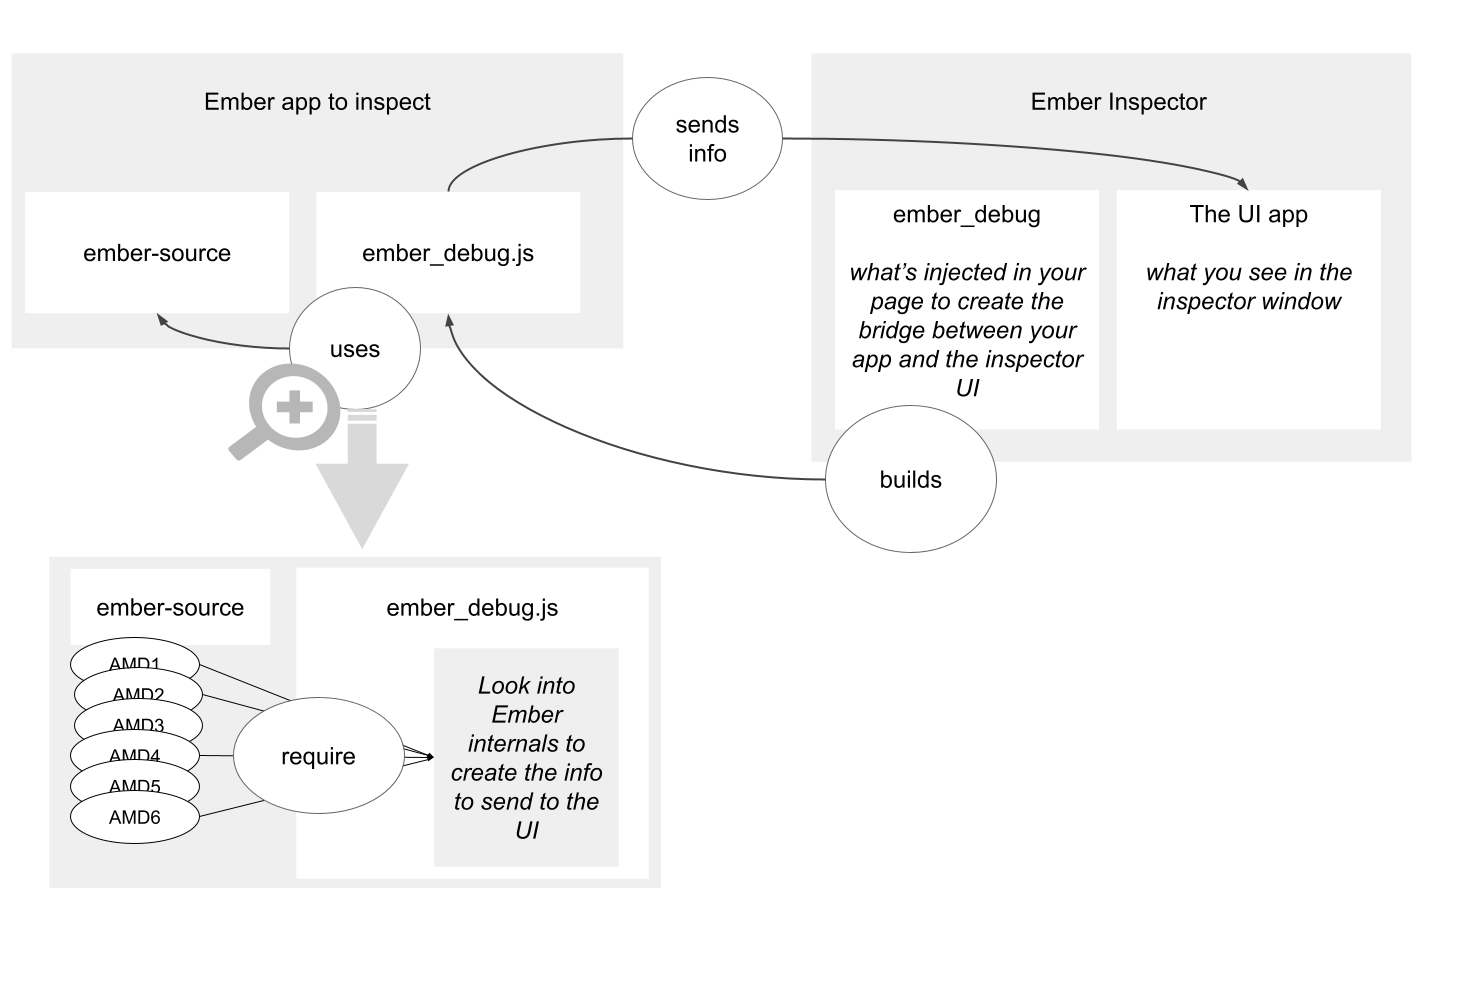 Ember app to inspect
sends
info
Ember Inspector
ember-source
ember_debug.js
uses
ember_debug
what's injected in your
page to create the
bridge between your
app and the inspector
UI
The UI app
what you see in the
inspector window
builds
ember-source
ember_debug.js
AMD1
AMD2
AMD3
AMD4
AMD5
AMD6
require
Look into
Ember
internals to
create the info
to send to the
UI